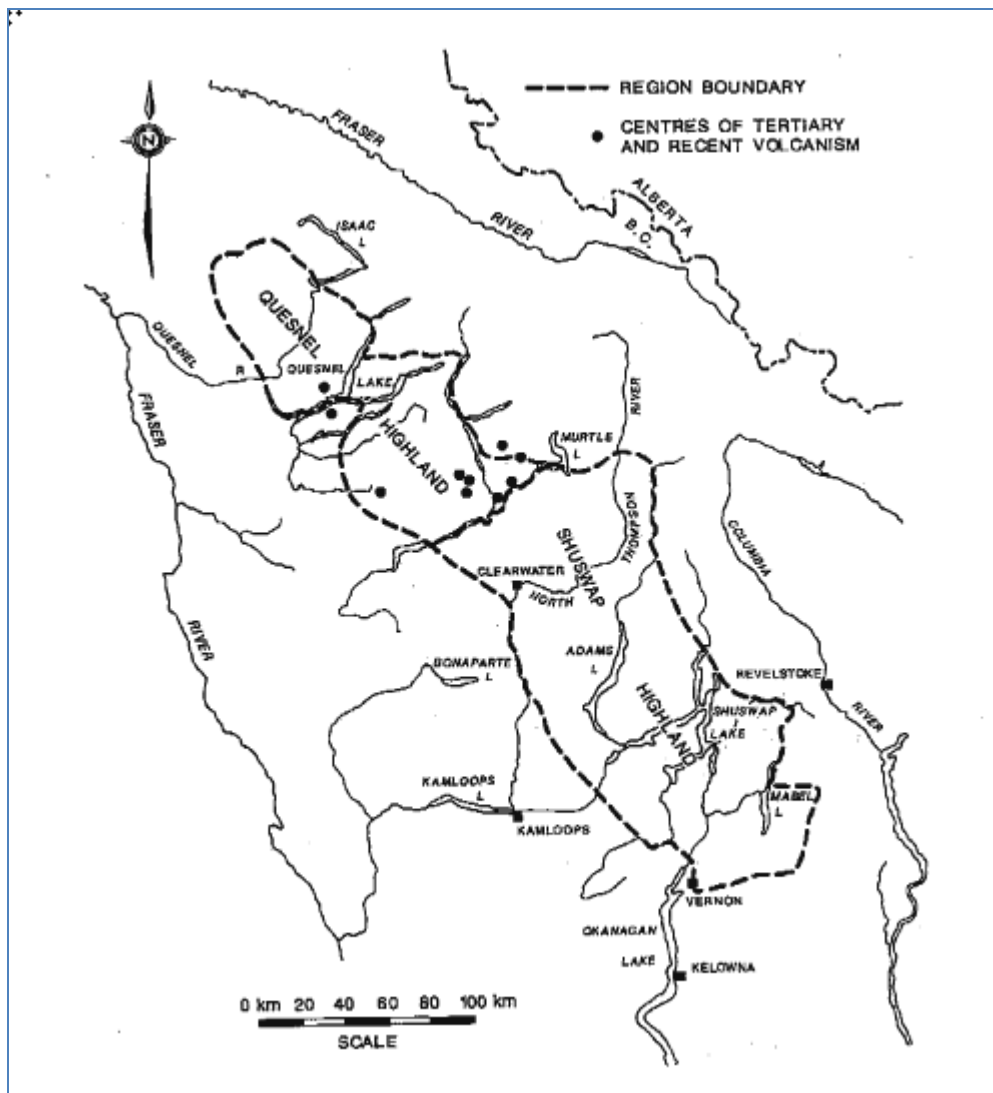 REGION BOUNDARY
CENTRES OF TERTIARY
AND RECENT VOLCANISM
FRASER
RIVER
ALBERTA
B.C.
N
ISAAC
L
QUESNEL
QUESNEL
R
QUESNEL
LAKE
HIGHLAND
FRASER
RIVER
MURTLE
L
RIVER
THOMPSON
NORTH
SHUSWAP
HIGHLAND
CLEARWATER
COLUMBIA
RIVER
ADAMS
L
BONAPARTE
L
REVELSTOKE
SHUSWAP
L
LAKE
KAMLOOPS
L
KAMLOOPS
MABEL
L
VERNON
OKANAGAN
LAKE
KELOWNA
0 km 20 40 60 80 100 km
SCALE